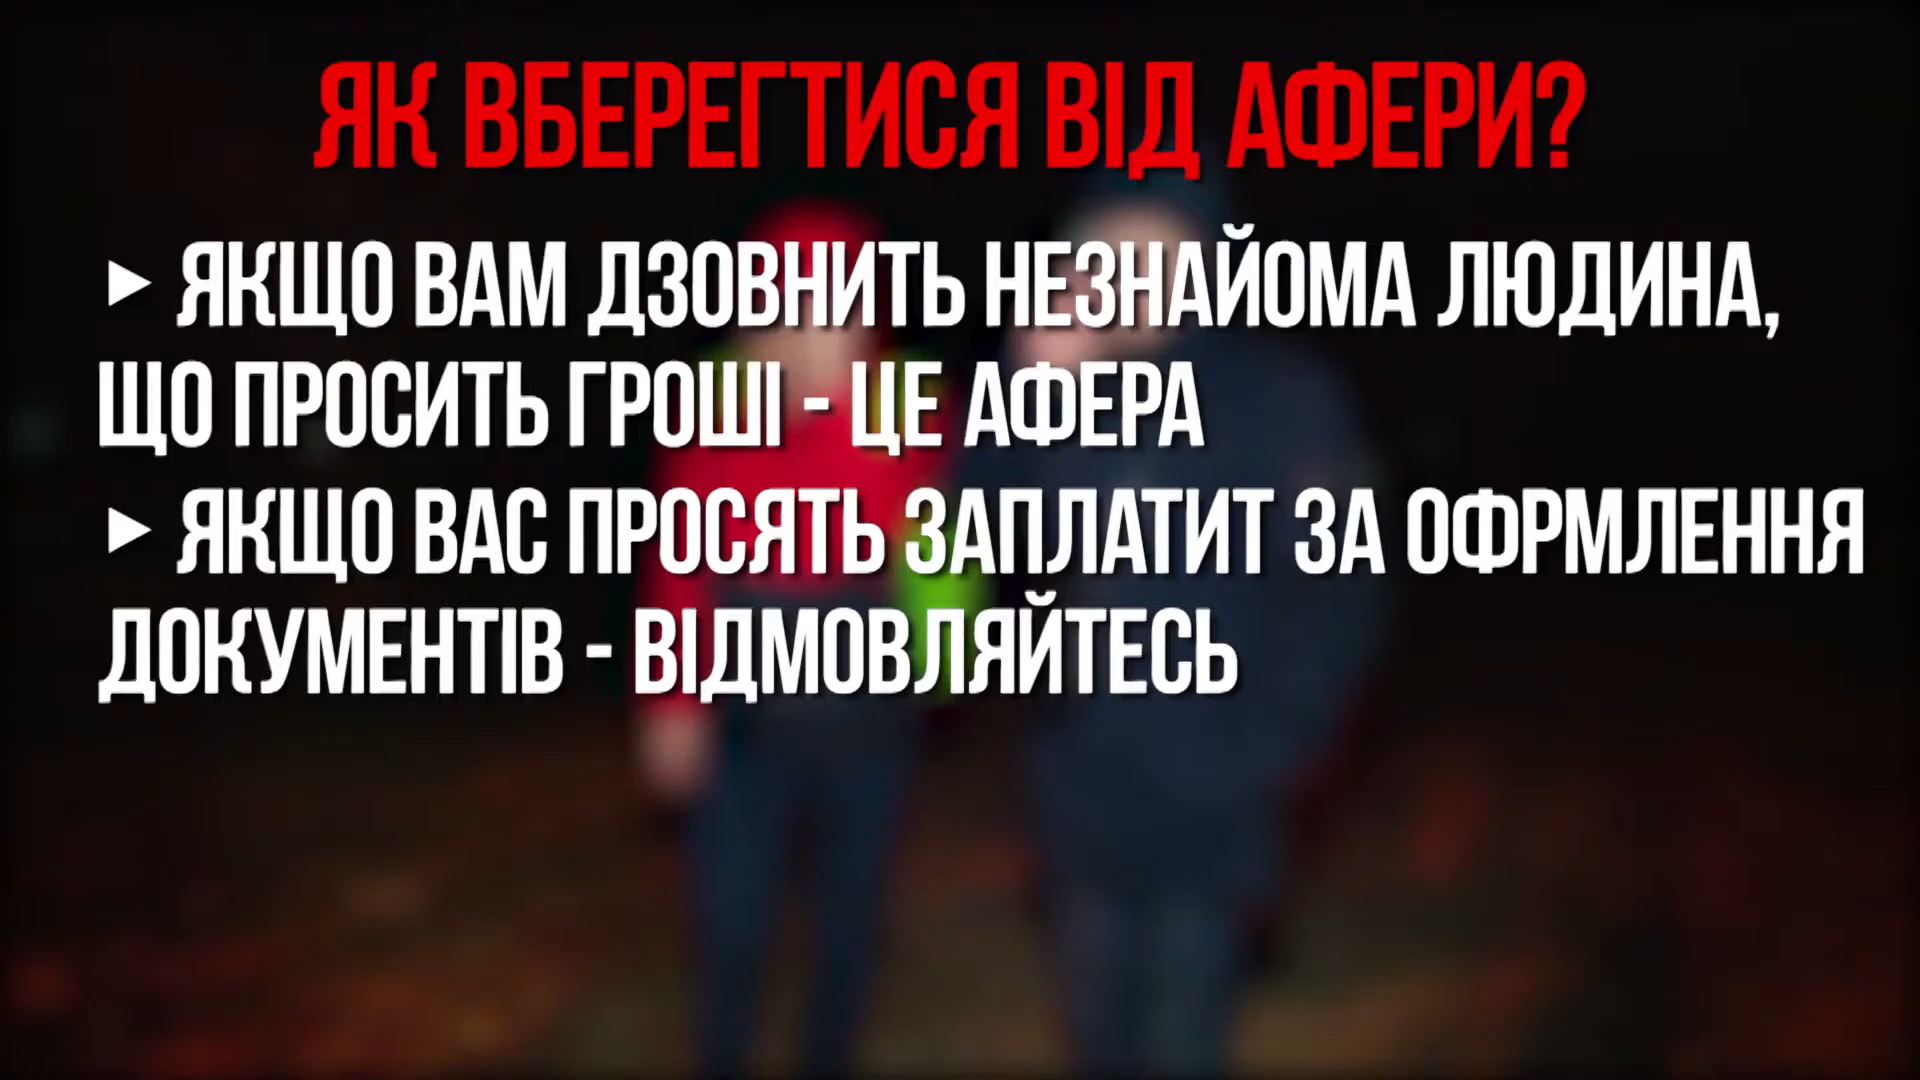 ЯК ВБЕРЕГТИСЯ ВІД АФЕРИ?
► ЯКЩО ВАМ ДЗОВНИТЬ НЕЗНАЙОМА ЛЮДИНА,
ЩО ПРОСИТЬ ГРОШІ - ЦЕ АФЕРА
► ЯКЩО ВАС ПРОСЯТЬ ЗАПЛАТИТ ЗА ОФРМЛЕННЯ
ДОКУМЕНТІВ - ВІДМОВЛЯЙТЕСЬ